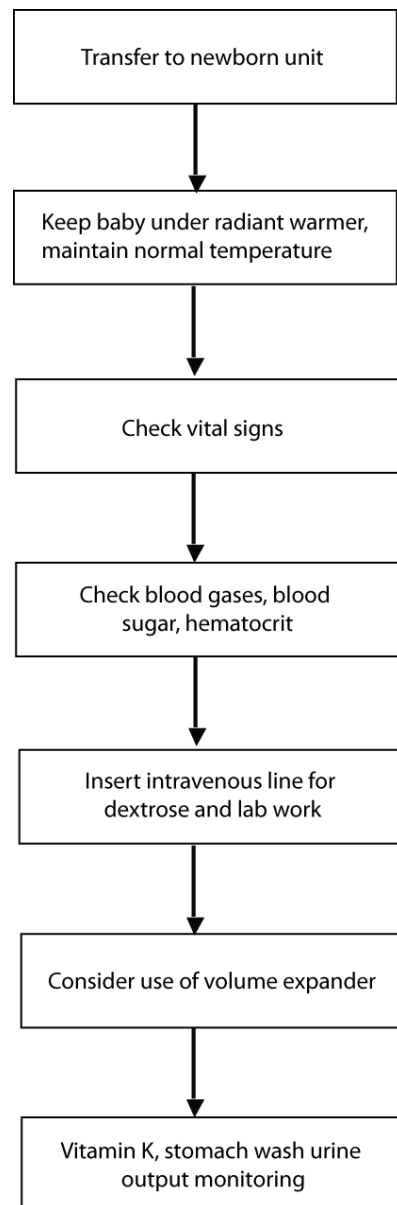 Transfer to newborn unit
Keep baby under radiant warmer,
maintain normal temperature
Check vital signs
Check blood gases, blood
sugar, hematocrit
Insert intravenous line for
dextrose and lab work
Consider use of volume expander
Vitamin K, stomach wash urine
output monitoring